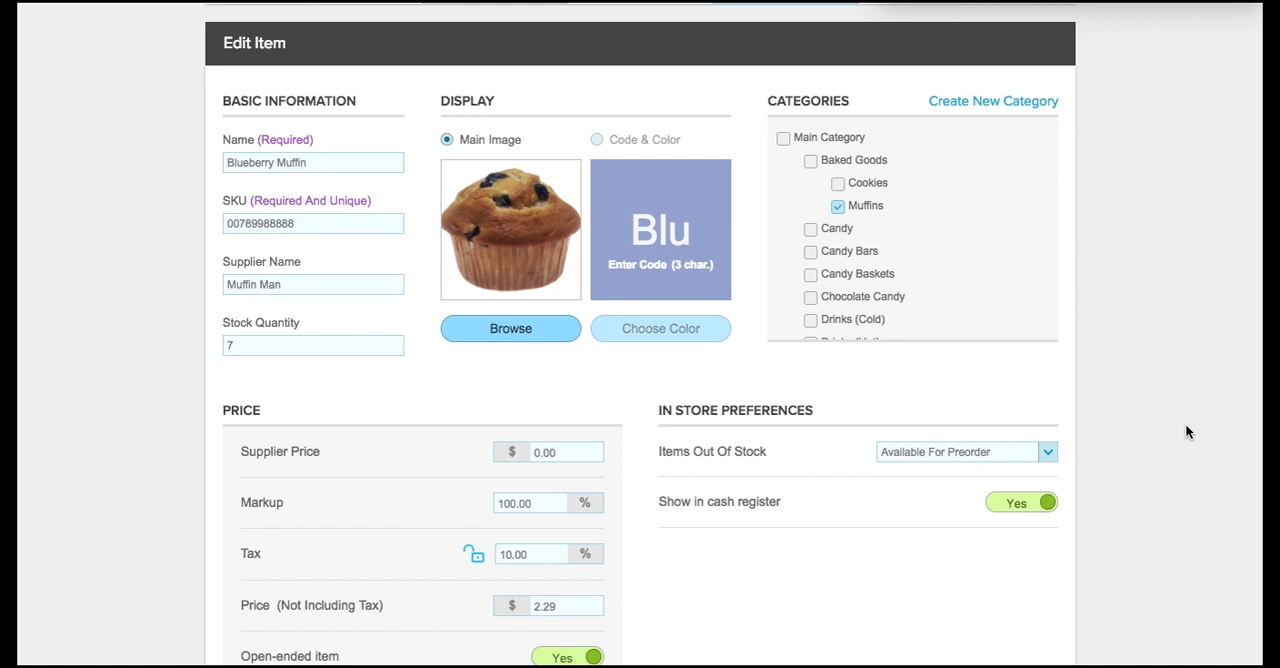 Edit Item
BASIC INFORMATION
Name (Required)
Blueberry Muffin
SKU (Required And Unique)
00789988888
Supplier Name
Muffin Man
Stock Quantity
7
DISPLAY
Main Image
Code & Color
Blu
Enter Code (3 char.)
Browse
Choose Color
CATEGORIES
Create New Category
Main Category
Baked Goods
Cookies
Muffins
Candy
Candy Bars
Candy Baskets
Chocolate Candy
Drinks (Cold)
PRICE
Supplier Price
$ 0.00
Markup
100.00 %
Tax
10.00 %
Price (Not Including Tax)
$ 2.29
Open-ended item
Yes
IN STORE PREFERENCES
Items Out Of Stock
Available For Preorder
Show in cash register
Yes